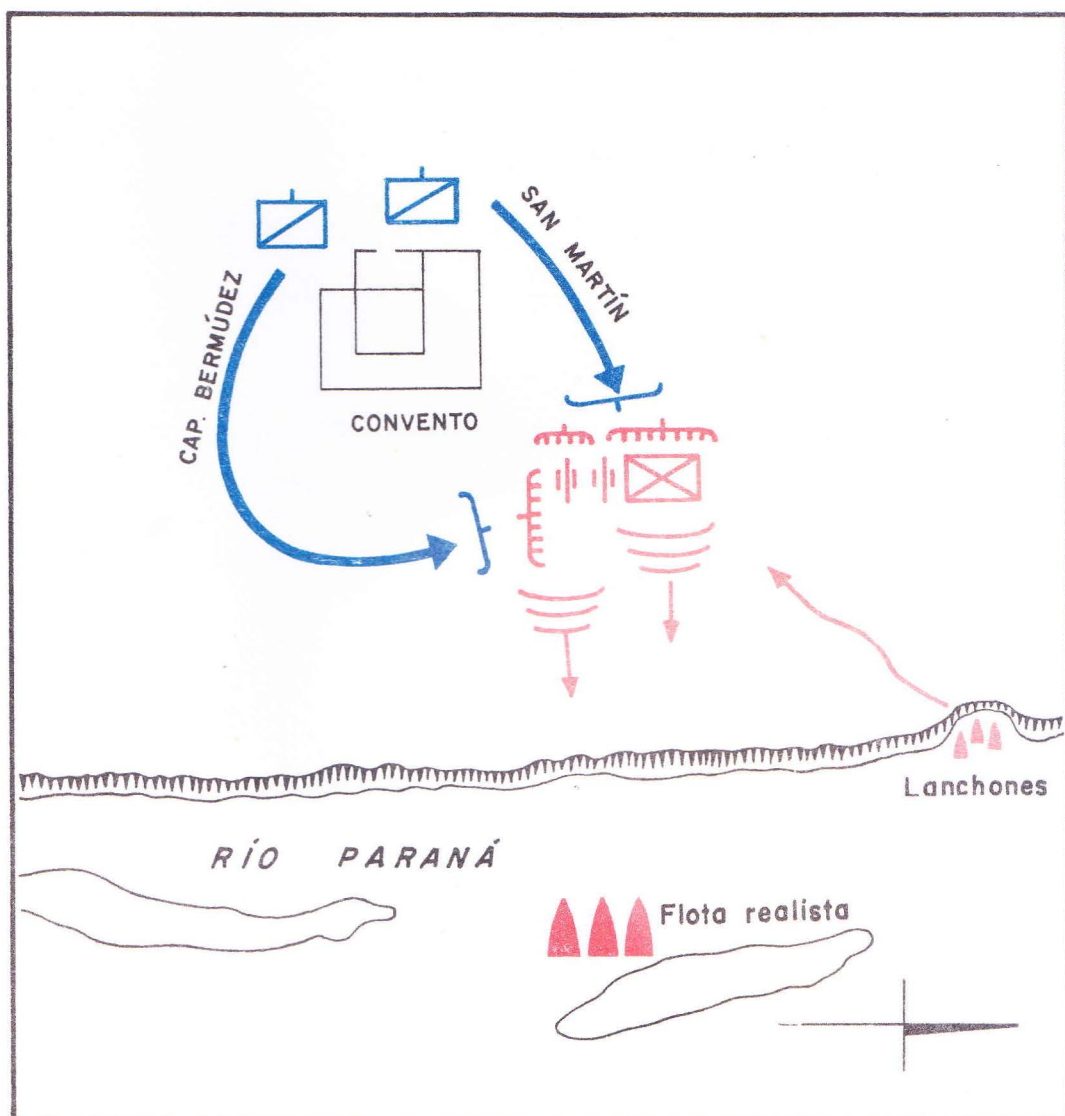 SAN MARTÍN
CAP. BERMÚDEZ
CONVENTO
Lanchones
RÍO PARANÁ
Flota realista